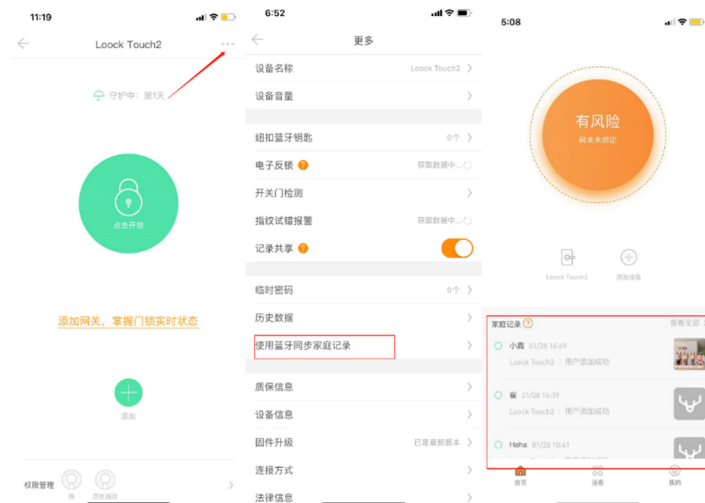 11:19
Loock Touch2
守护中：第1天
点击开锁
添加网关，掌握门锁实时状态
添加
权限管理
我
历史指纹
6:52
更多
设备名称 Loock Touch2
设备音量
纽扣蓝牙钥匙 0个
电子反锁 ? 获取数据中...
开关门检测
指纹试错报警 获取数据中...
记录共享 ?
临时密码 0个
历史数据
使用蓝牙同步家庭记录
质保信息
设备信息
固件升级 已是最新版本
连接方式
法律信息
5:08
有风险
网关未绑定
Loock Touch2
添加设备
家庭记录 ? 查看全部
小鹿 01/28 14:49
Loock Touch2 用户添加成功
崔 01/28 14:39
Loock Touch2 用户添加成功
Haha 01/28 10:41
首页 设备 我的